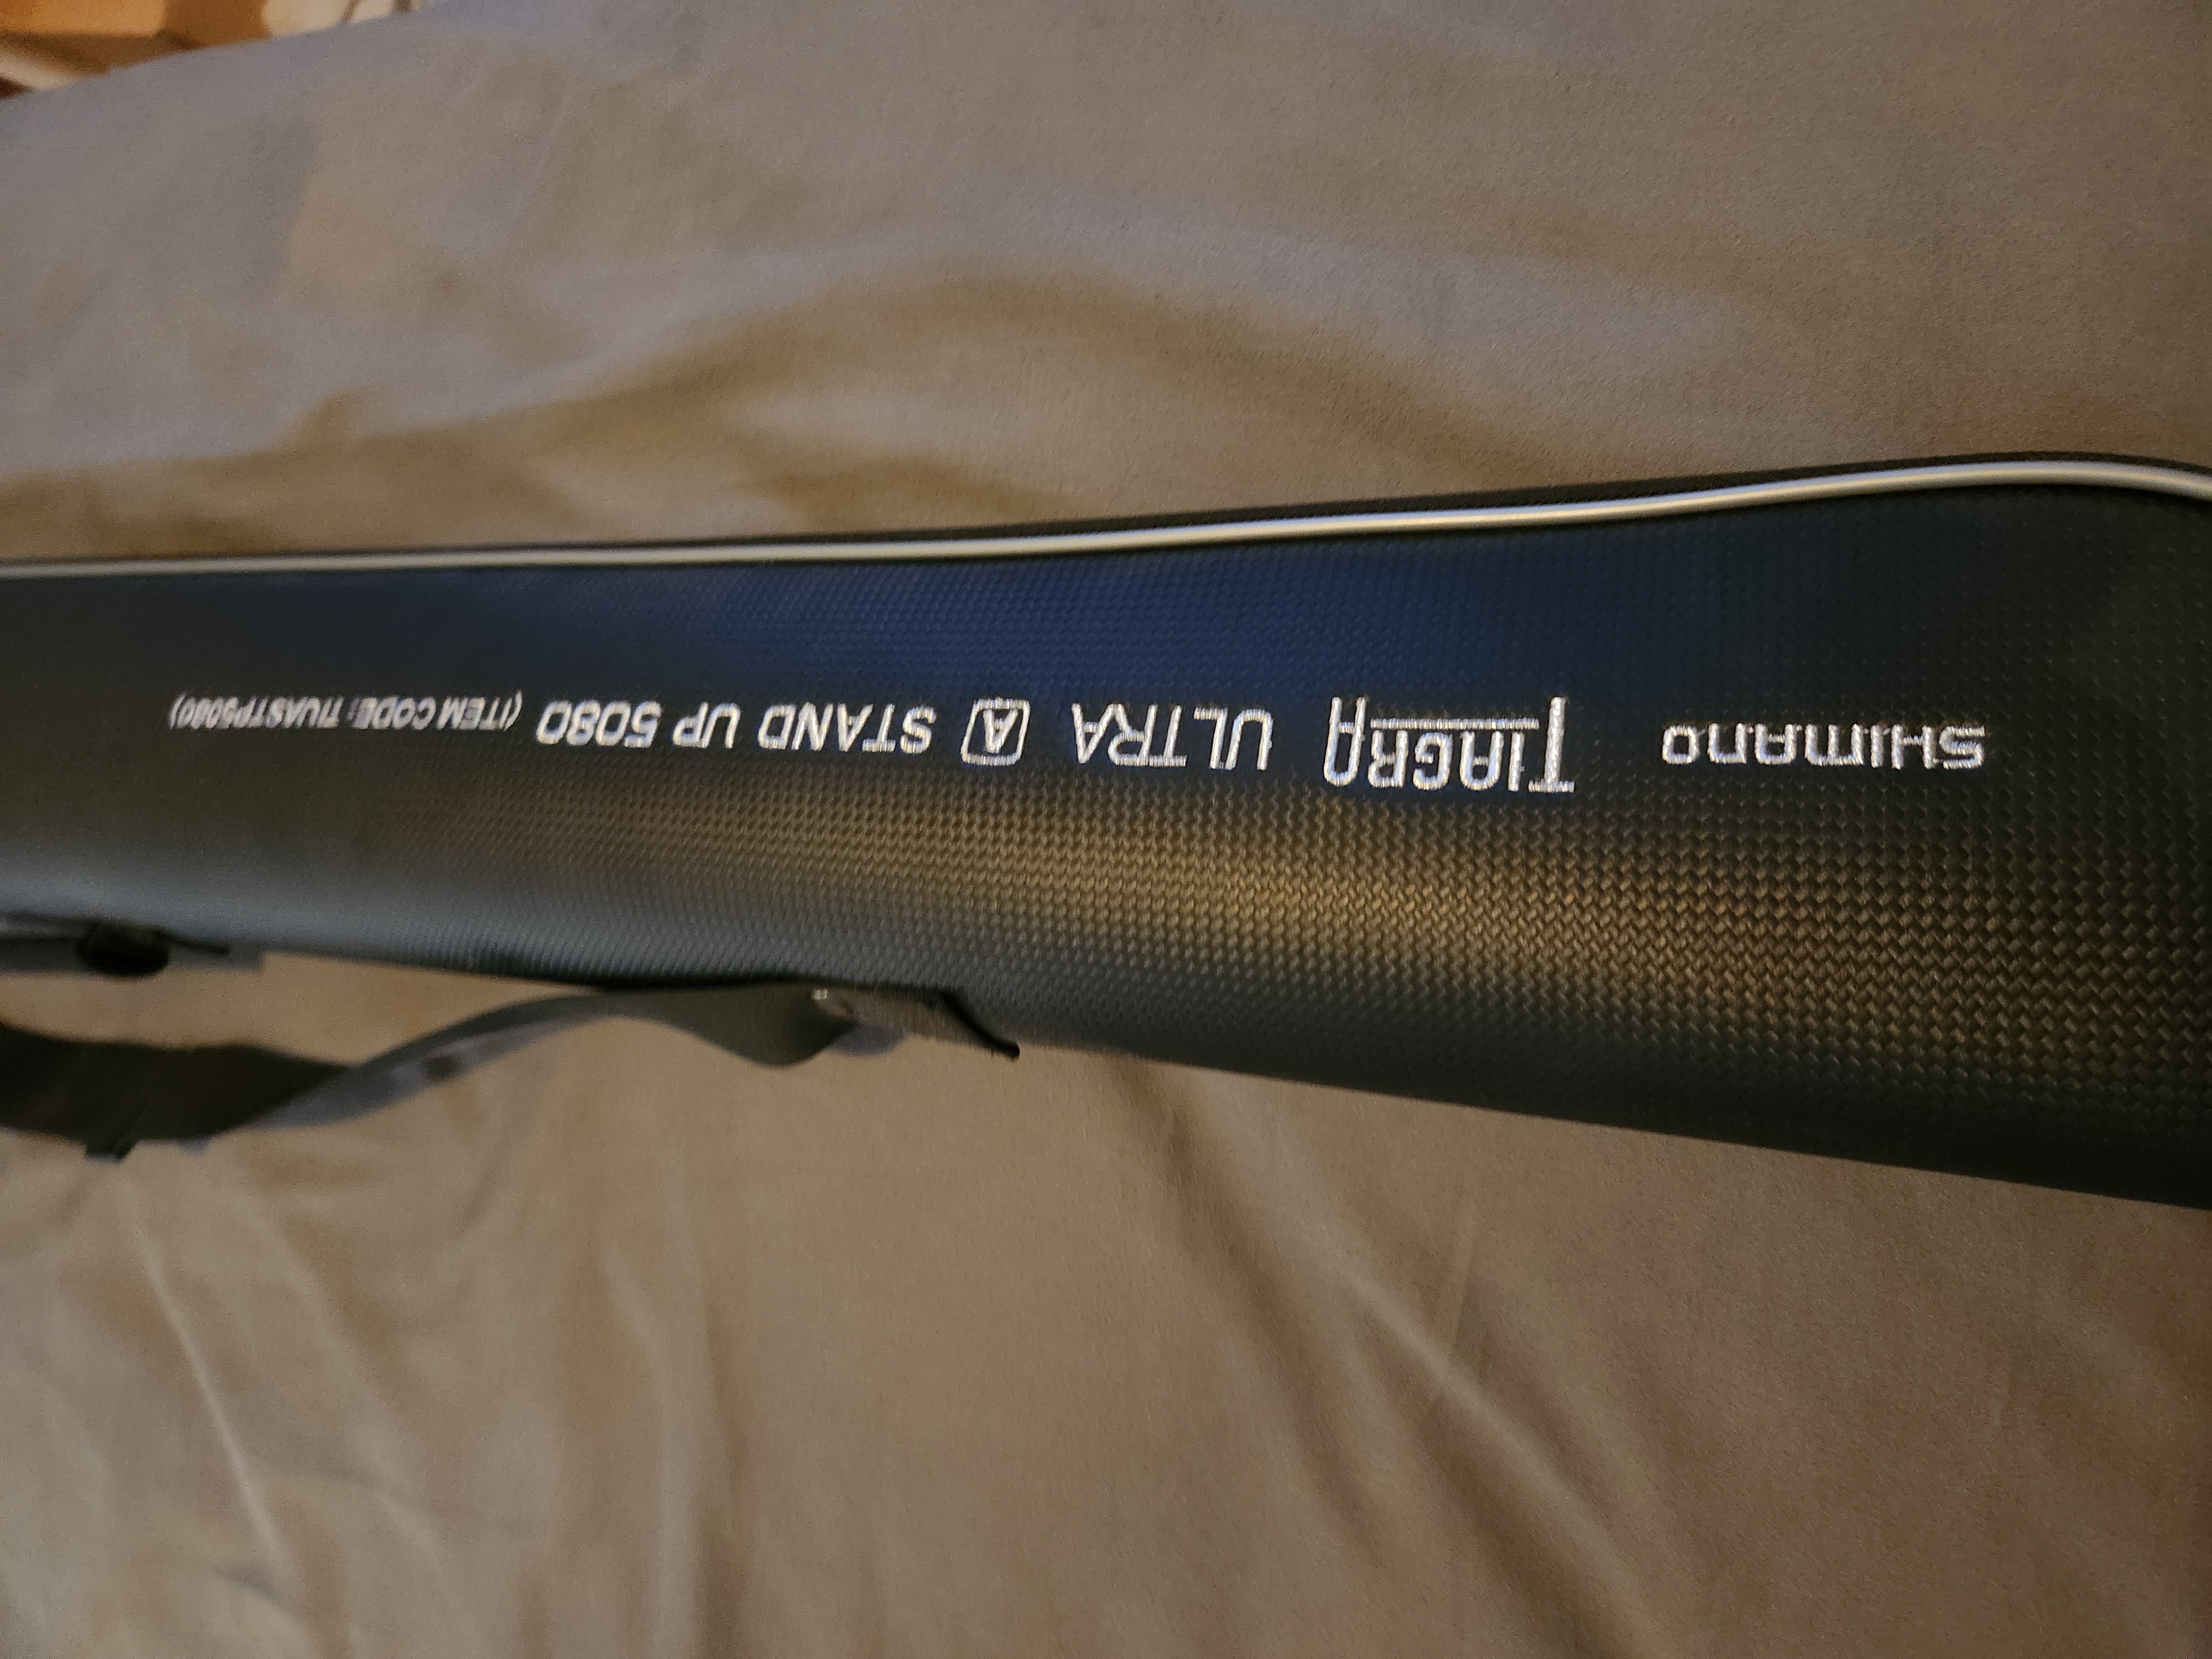 SHIMANO TIAGRA ULTRA A STAND UP 5080 (ITEM CODE: TIUASTP5080)